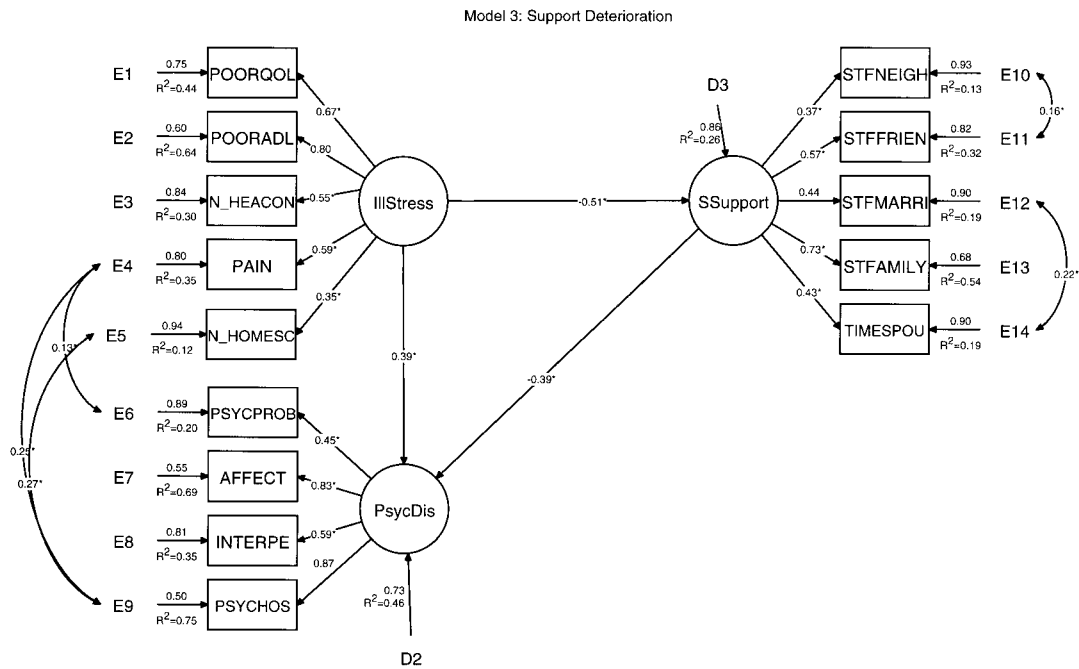 Model 3: Support Deterioration
E1
0.75
R2=0.44
POORQOL
0.67*
E2
0.60
R2=0.64
POORADL
0.80
E3
0.84
R2=0.30
N_HEACON
0.55*
E4
0.80
R2=0.35
PAIN
0.59*
E5
0.94
R2=0.12
N_HOMESC
0.35*
E6
0.89
R2=0.20
PSYCPROB
0.45*
E7
0.55
R2=0.69
AFFECT
0.83*
E8
0.81
R2=0.35
INTERPE
0.59*
E9
0.50
R2=0.75
PSYCHOS
0.87
0.13*
0.25*
0.27*
IllStress
-0.51*
0.39*
-0.39*
PsycDis
0.73
R2=0.46
D2
D3
0.86
R2=0.26
SSupport
0.37*
STFNEIGH
0.93
R2=0.13
E10
0.57*
STFFRIEN
0.82
R2=0.32
E11
0.16*
0.44
STFMARRI
0.90
R2=0.19
E12
0.73*
STFAMILY
0.68
R2=0.54
E13
0.22*
0.43*
TIMESPOU
0.90
R2=0.19
E14